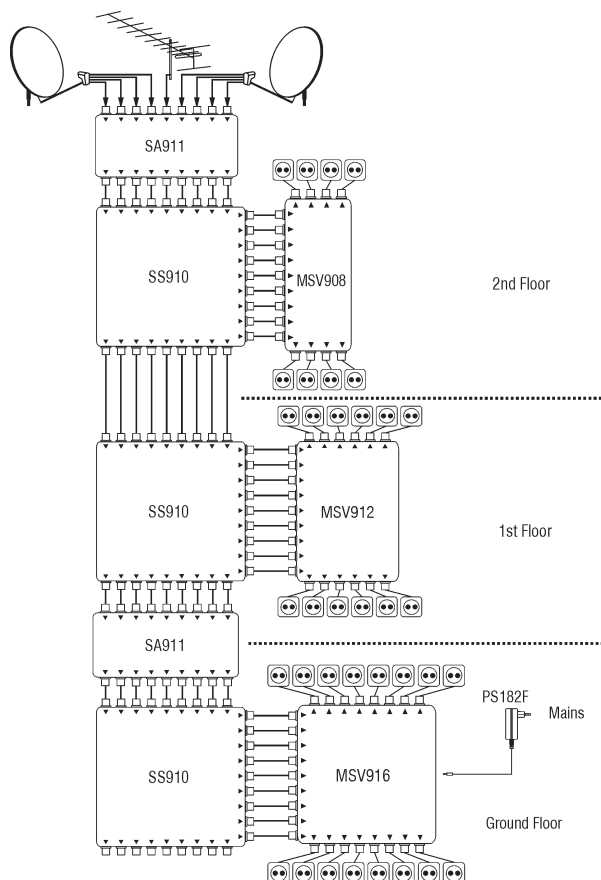 SA911
SS910
MSV908
2nd Floor
SS910
MSV912
1st Floor
SA911
PS182F
Mains
SS910
MSV916
Ground Floor